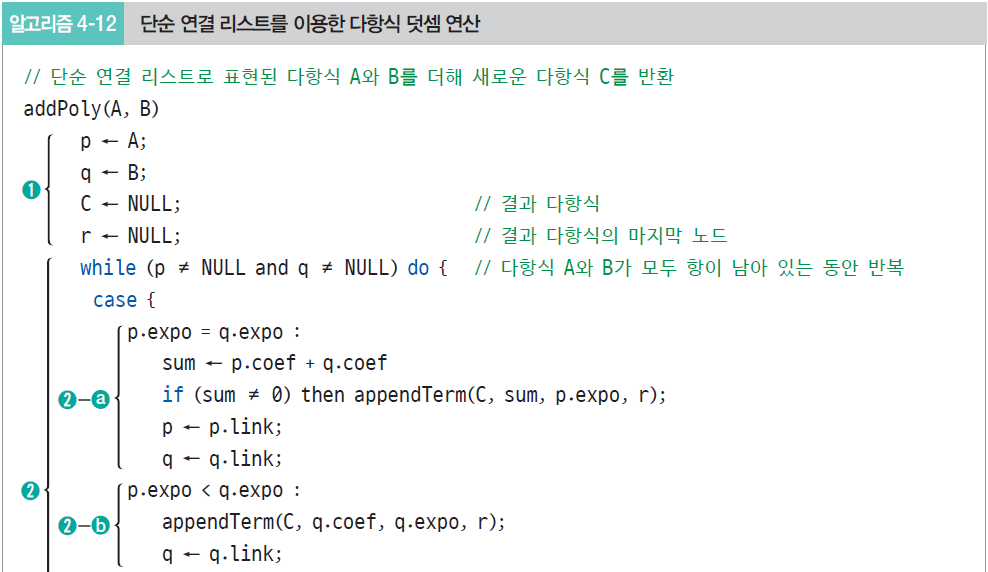 알고리즘 4-12 단순 연결 리스트를 이용한 다항식 덧셈 연산
// 단순 연결 리스트로 표현된 다항식 A와 B를 더해 새로운 다항식 C를 반환
addPoly(A, B)
p ← A;
q ← B;
❶
C ← NULL; // 결과 다항식
r ← NULL; // 결과 다항식의 마지막 노드
while (p ≠ NULL and q ≠ NULL) do { // 다항식 A와 B가 모두 항이 남아 있는 동안 반복
case {
p.expo = q.expo :
sum ← p.coef + q.coef
if (sum ≠ 0) then appendTerm(C, sum, p.expo, r);
❷-ⓐ
p ← p.link;
q ← q.link;
❷
p.expo < q.expo :
❷-ⓑ appendTerm(C, q.coef, q.expo, r);
q ← q.link;